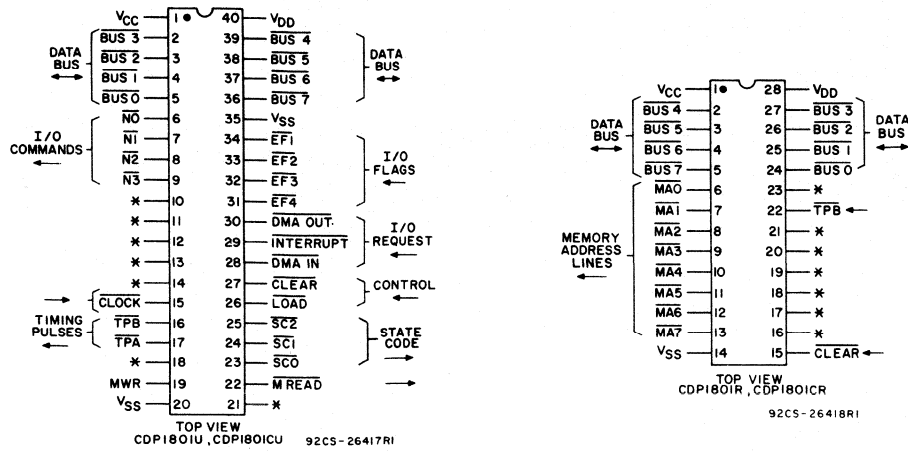 VCC 1 40 VDD
BUS 3 2 39 BUS 4
BUS 2 3 38 BUS 5
BUS 1 4 37 BUS 6
BUS 0 5 36 BUS 7
DATA BUS
DATA BUS
N0 6 35 VSS
N1 7 34 EF1
N2 8 33 EF2
N3 9 32 EF3
* 10 31 EF4
I/O COMMANDS
I/O FLAGS
* 11 30 DMA OUT
* 12 29 INTERRUPT
* 13 28 DMA IN
I/O REQUEST
* 14 27 CLEAR
CLOCK 15 26 LOAD
CONTROL
TPB 16 25 SC2
TPA 17 24 SC1
* 18 23 SC0
TIMING PULSES
STATE CODE
MWR 19 22 M READ
VSS 20 21 *
TOP VIEW
CDP1801U, CDP1801CU 92CS-26417R1
VCC 1 28 VDD
BUS 4 2 27 BUS 3
BUS 5 3 26 BUS 2
BUS 6 4 25 BUS 1
BUS 7 5 24 BUS 0
DATA BUS
DATA BUS
MA0 6 23 *
MA1 7 22 TPB
MA2 8 21 *
MA3 9 20 *
MA4 10 19 *
MA5 11 18 *
MA6 12 17 *
MA7 13 16 *
MEMORY ADDRESS LINES
VSS 14 15 CLEAR
TOP VIEW
CDP1801R, CDP1801CR
92CS-26418R1